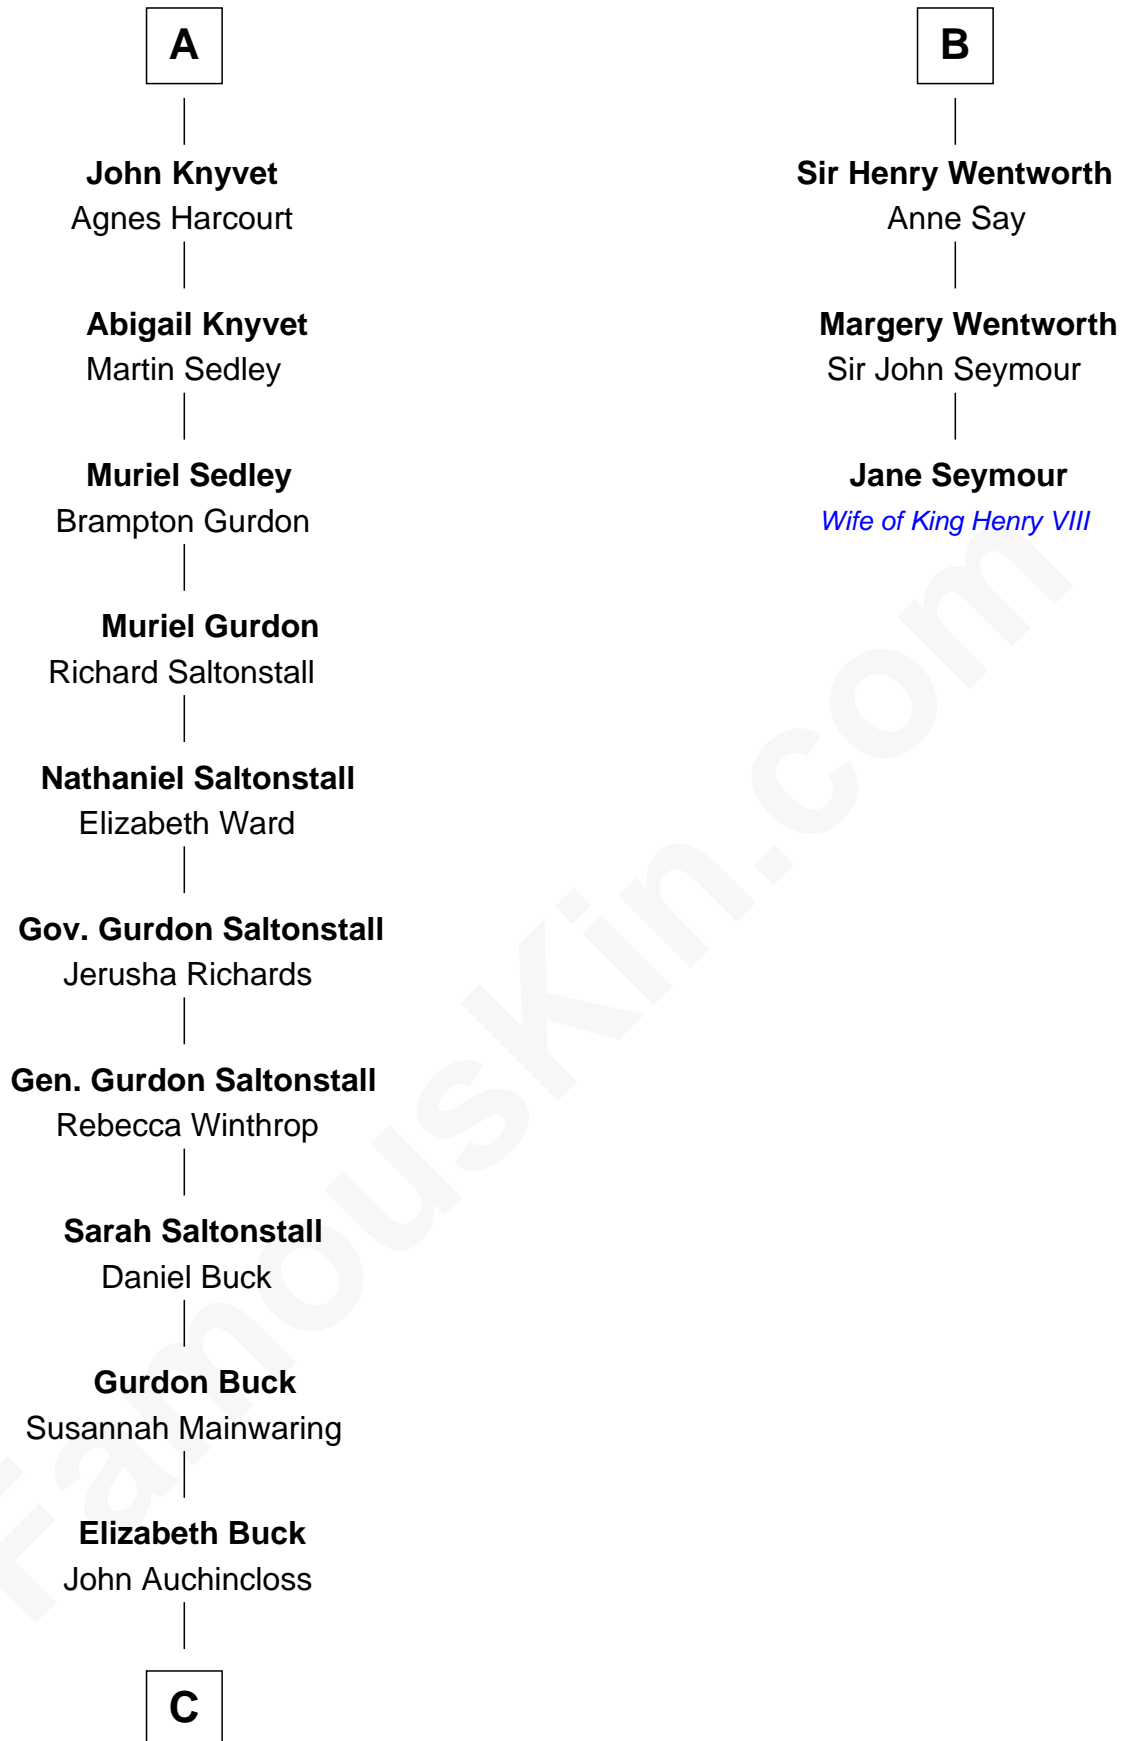 A
John Knyvet
Agnes Harcourt
Abigail Knyvet
Martin Sedley
Muriel Sedley
Brampton Gurdon
Muriel Gurdon
Richard Saltonstall
Nathaniel Saltonstall
Elizabeth Ward
Gov. Gurdon Saltonstall
Jerusha Richards
Gen. Gurdon Saltonstall
Rebecca Winthrop
Sarah Saltonstall
Daniel Buck
Gurdon Buck
Susannah Mainwaring
Elizabeth Buck
John Auchincloss
C
B
Sir Henry Wentworth
Anne Say
Margery Wentworth
Sir John Seymour
Jane Seymour
Wife of King Henry VIII
FamousKin.com